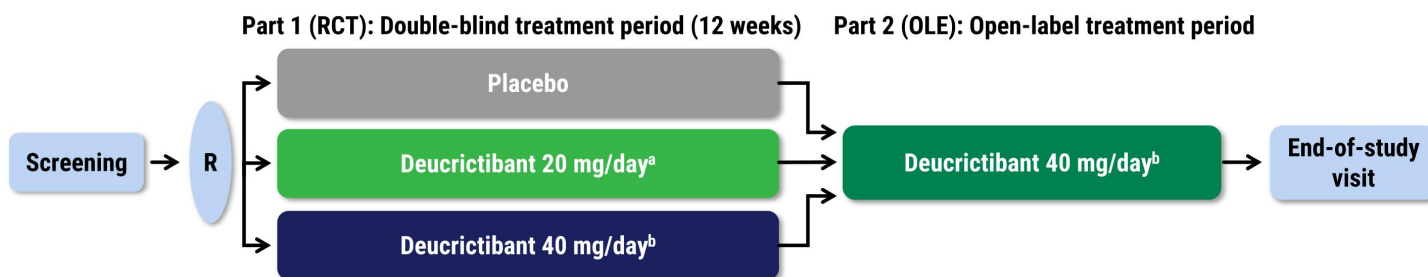 Part 1 (RCT): Double-blind treatment period (12 weeks)
Part 2 (OLE): Open-label treatment period
Screening
R
Placebo
Deucrictibant 20 mg/dayᵃ
Deucrictibant 40 mg/dayᵇ
Deucrictibant 40 mg/dayᵇ
End-of-study
visit